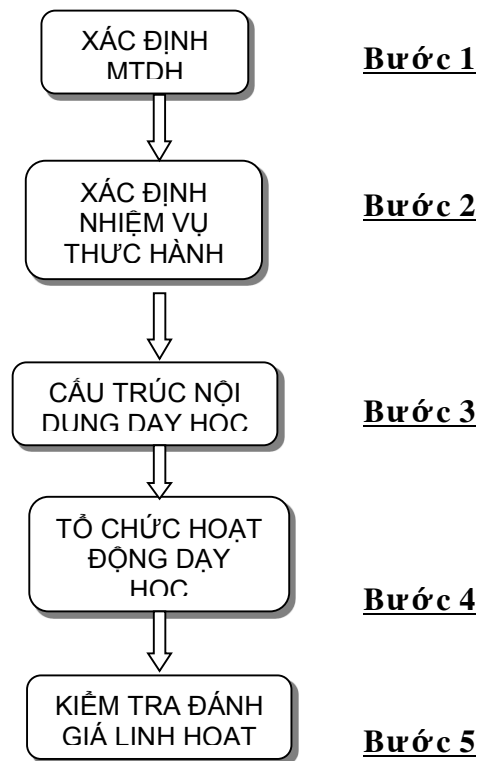 XÁC ĐỊNH
MTDH
Bước 1
XÁC ĐỊNH
NHIỆM VỤ
THỰC HÀNH
Bước 2
CẤU TRÚC NỘI
DUNG DẠY HỌC
Bước 3
TỔ CHỨC HOẠT
ĐỘNG DẠY
HỌC
Bước 4
KIỂM TRA ĐÁNH
GIÁ LINH HOẠT
Bước 5